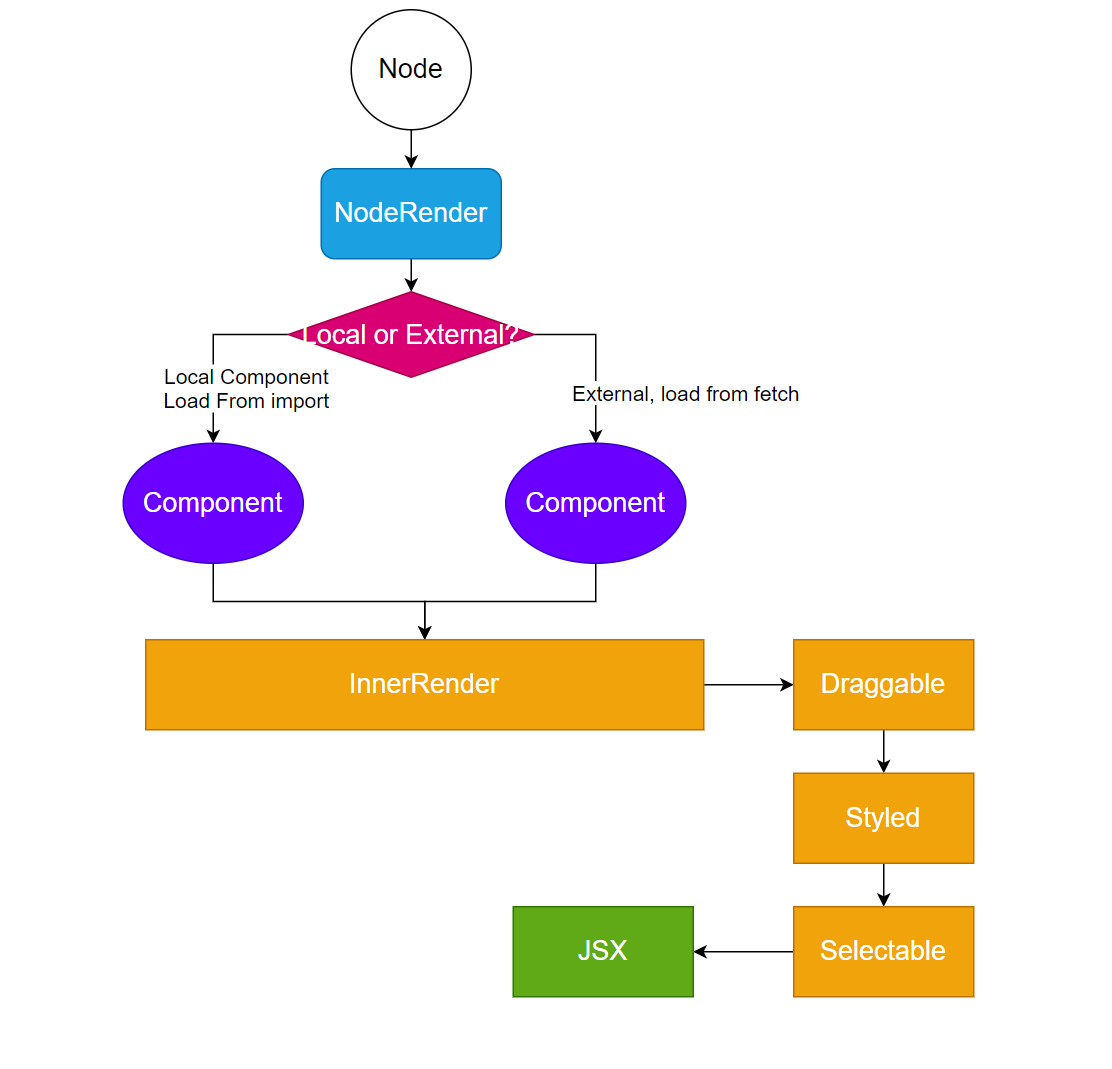 Node
NodeRender
Local or External?
Local Component
Load From import
External, load from fetch
Component
Component
InnerRender
Draggable
Styled
Selectable
JSX